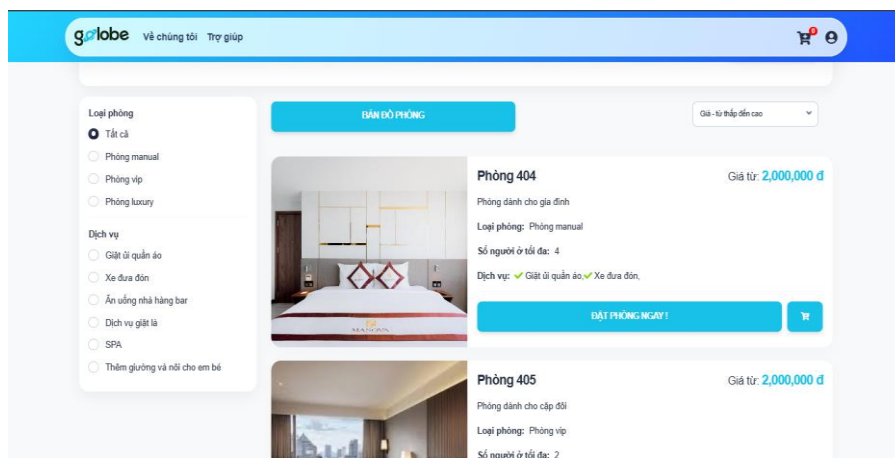 golobe Về chúng tôi Trợ giúp 0
Loại phòng
Tất cả
Phòng manual
Phòng vip
Phòng luxury
Dịch vụ
Giặt ủi quần áo
Xe đưa đón
Ăn uống nhà hàng bar
Dịch vụ giặt là
SPA
Thêm giường và nôi cho em bé
BẢN ĐỒ PHÒNG
Giá - từ thấp đến cao
Phòng 404
Giá từ: 2,000,000 đ
Phòng dành cho gia đình
Loại phòng: Phòng manual
Số người ở tối đa: 4
Dịch vụ: ✓ Giặt ủi quần áo,✓ Xe đưa đón,
ĐẶT PHÒNG NGAY !
MASOVA
Phòng 405
Giá từ: 2,000,000 đ
Phòng dành cho cặp đôi
Loại phòng: Phòng vip
Số người ở tối đa: 2